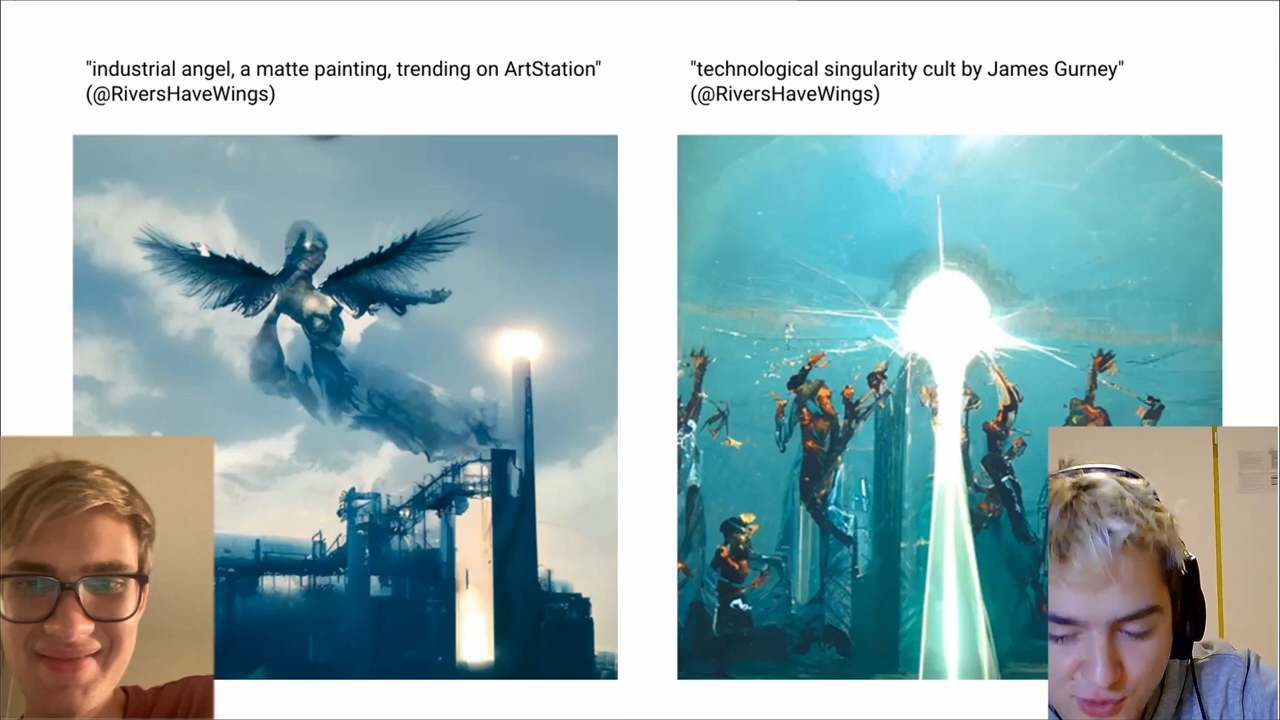 "industrial angel, a matte painting, trending on ArtStation"
(@RiversHaveWings)
"technological singularity cult by James Gurney"
(@RiversHaveWings)